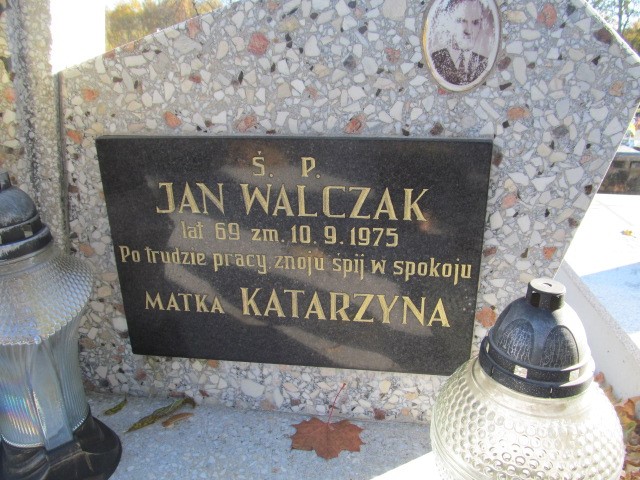 Ś. P.
JAN WALCZAK
lat 69 zm. 10.9.1975
Po trudzie pracy, znoju śpij w spokoju
MATKA KATARZYNA